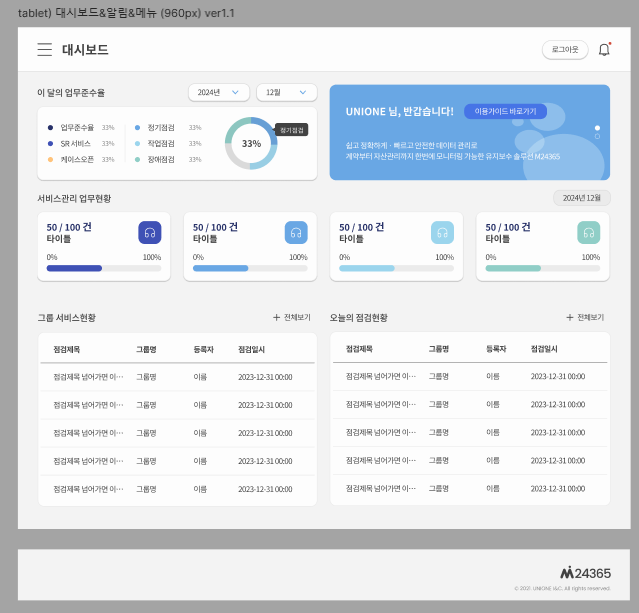 tablet) 대시보드&알림&메뉴 (960px) ver1.1
대시보드
로그아웃
이 달의 업무준수율
2024년
12월
업무준수율 33%
정기점검 33%
SR 서비스 33%
작업점검 33%
케이스오픈 33%
장애점검 33%
33%
정기점검
UNIONE 님, 반갑습니다!
이용가이드 바로가기
쉽고 정확하게 · 빠르고 안전한 데이터 관리로
계약부터 자산관리까지 한번에 모니터링 가능한 유지보수 솔루션 M24365
서비스관리 업무현황
2024년 12월
50 / 100 건
타이틀
0% 100%
50 / 100 건
타이틀
0% 100%
50 / 100 건
타이틀
0% 100%
50 / 100 건
타이틀
0% 100%
그룹 서비스현황
+ 전체보기
점검제목 그룹명 등록자 점검일시
점검제목 넘어가면 이··· 그룹명 이름 2023-12-31 00:00
점검제목 넘어가면 이··· 그룹명 이름 2023-12-31 00:00
점검제목 넘어가면 이··· 그룹명 이름 2023-12-31 00:00
점검제목 넘어가면 이··· 그룹명 이름 2023-12-31 00:00
점검제목 넘어가면 이··· 그룹명 이름 2023-12-31 00:00
오늘의 점검현황
+ 전체보기
점검제목 그룹명 등록자 점검일시
점검제목 넘어가면 이··· 그룹명 이름 2023-12-31 00:00
점검제목 넘어가면 이··· 그룹명 이름 2023-12-31 00:00
점검제목 넘어가면 이··· 그룹명 이름 2023-12-31 00:00
점검제목 넘어가면 이··· 그룹명 이름 2023-12-31 00:00
점검제목 넘어가면 이··· 그룹명 이름 2023-12-31 00:00
M24365
© 2021 UNIONE I&C. All rights reserved.